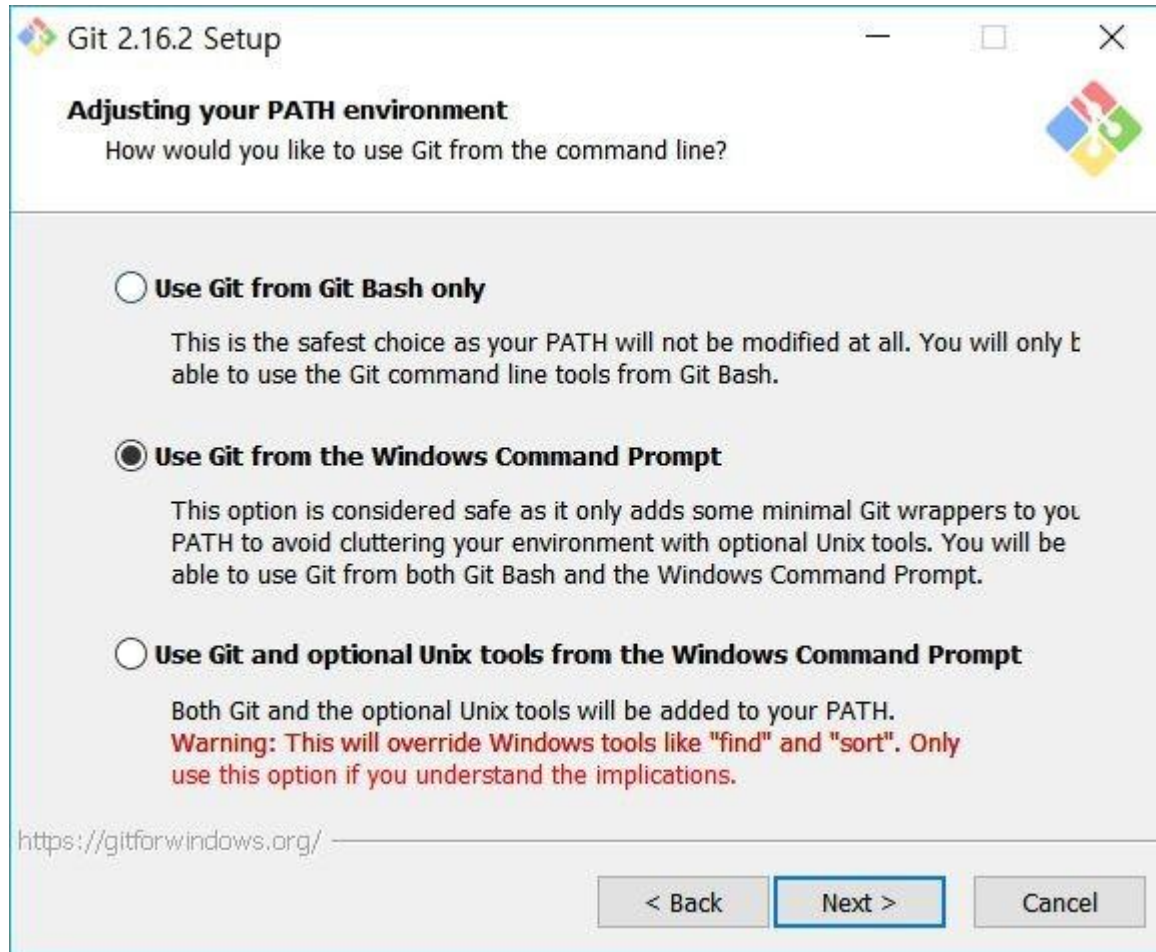 Git 2.16.2 Setup
Adjusting your PATH environment
How would you like to use Git from the command line?
Use Git from Git Bash only
This is the safest choice as your PATH will not be modified at all. You will only b
able to use the Git command line tools from Git Bash.
Use Git from the Windows Command Prompt
This option is considered safe as it only adds some minimal Git wrappers to you
PATH to avoid cluttering your environment with optional Unix tools. You will be
able to use Git from both Git Bash and the Windows Command Prompt.
Use Git and optional Unix tools from the Windows Command Prompt
Both Git and the optional Unix tools will be added to your PATH.
Warning: This will override Windows tools like "find" and "sort". Only
use this option if you understand the implications.
https://gitforwindows.org/
< Back Next > Cancel